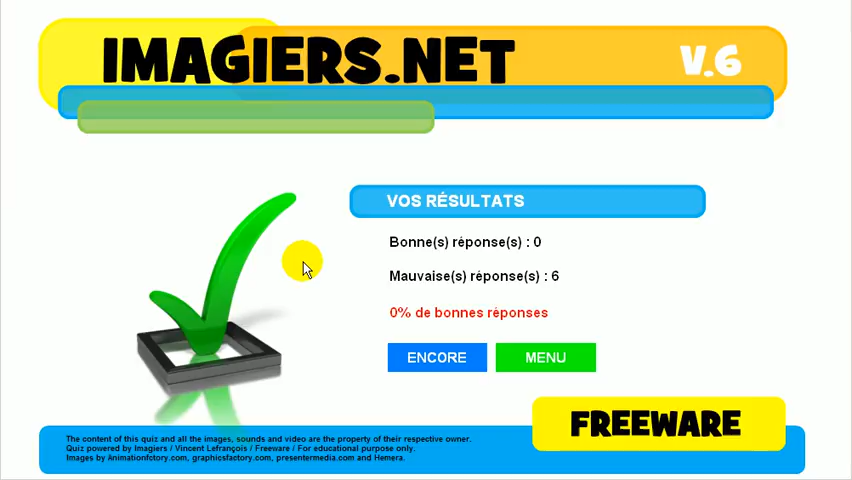 IMAGIERS.NET
V.6
VOS RÉSULTATS
Bonne(s) réponse(s) : 0
Mauvaise(s) réponse(s) : 6
0% de bonnes réponses
ENCORE
MENU
FREEWARE
The content of this quiz and all the images, sounds and video are the property of their respective owner.
Quiz powered by Imagiers / Vincent Lefrançois / Freeware / For educational purpose only.
Images by Animationfctory.com, graphicsfactory.com, presentermedia.com and Hemera.